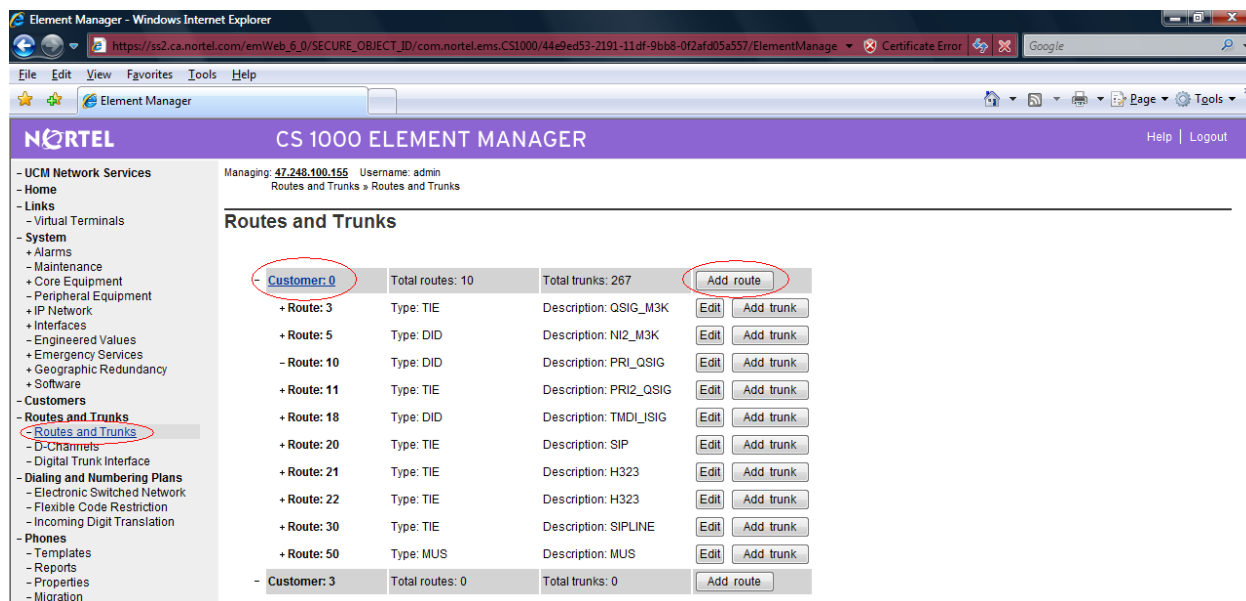 Element Manager - Windows Internet Explorer
https://ss2.ca.nortel.com/emWeb_6_0/SECURE_OBJECT_ID/com.nortel.ems.CS1000/44e9ed53-2191-11df-9bb8-0f2afd05a557/ElementManage
Certificate Error
Google
File Edit View Favorites Tools Help
Element Manager
Page Tools
NORTEL
CS 1000 ELEMENT MANAGER
Help | Logout
- UCM Network Services
- Home
- Links
- Virtual Terminals
- System
+ Alarms
- Maintenance
+ Core Equipment
- Peripheral Equipment
+ IP Network
+ Interfaces
- Engineered Values
+ Emergency Services
+ Geographic Redundancy
+ Software
- Customers
- Routes and Trunks
- Routes and Trunks
- D-Channels
- Digital Trunk Interface
- Dialing and Numbering Plans
- Electronic Switched Network
- Flexible Code Restriction
- Incoming Digit Translation
- Phones
- Templates
- Reports
- Properties
- Migration
Managing: 47.248.100.155 Username: admin
Routes and Trunks » Routes and Trunks
Routes and Trunks
- Customer: 0 Total routes: 10 Total trunks: 267 Add route
+ Route: 3 Type: TIE Description: QSIG_M3K Edit Add trunk
+ Route: 5 Type: DID Description: NI2_M3K Edit Add trunk
- Route: 10 Type: DID Description: PRI_QSIG Edit Add trunk
+ Route: 11 Type: TIE Description: PRI2_QSIG Edit Add trunk
+ Route: 18 Type: DID Description: TMDI_ISIG Edit Add trunk
+ Route: 20 Type: TIE Description: SIP Edit Add trunk
+ Route: 21 Type: TIE Description: H323 Edit Add trunk
+ Route: 22 Type: TIE Description: H323 Edit Add trunk
+ Route: 30 Type: TIE Description: SIPLINE Edit Add trunk
+ Route: 50 Type: MUS Description: MUS Edit Add trunk
- Customer: 3 Total routes: 0 Total trunks: 0 Add route